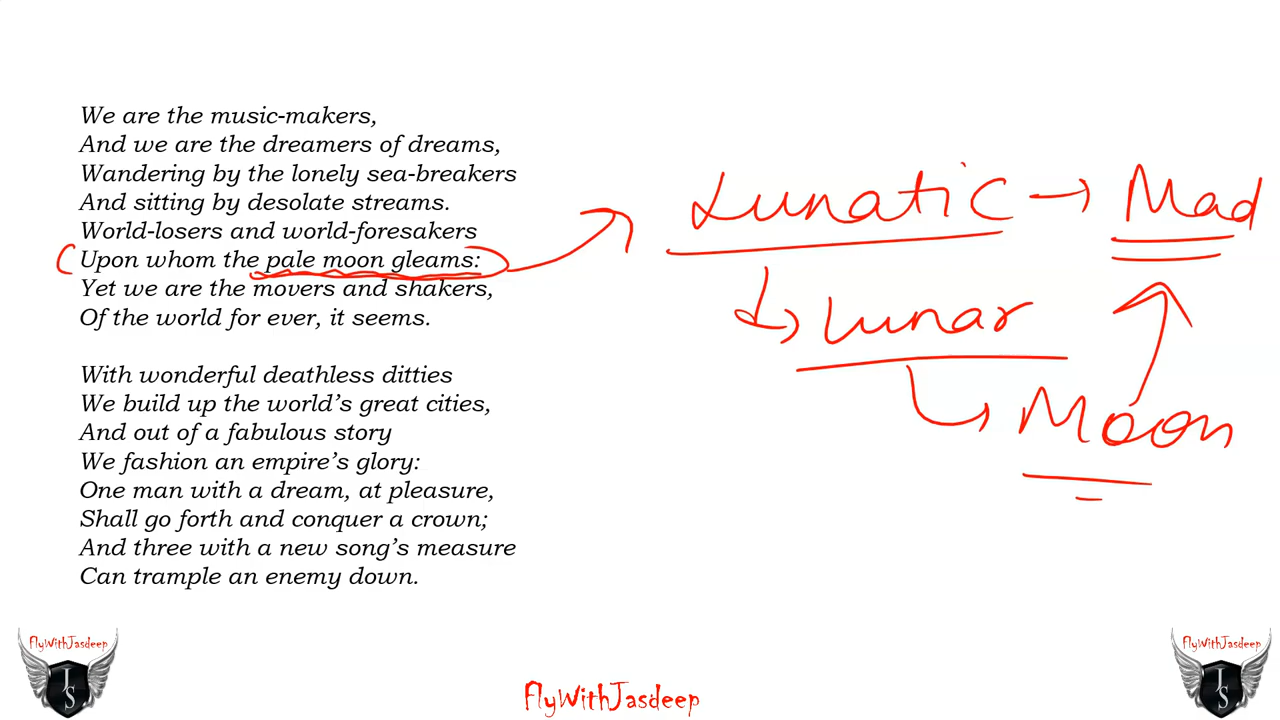 We are the music-makers,
And we are the dreamers of dreams,
Wandering by the lonely sea-breakers
And sitting by desolate streams.
World-losers and world-foresakers
Upon whom the pale moon gleams:
Yet we are the movers and shakers,
Of the world for ever, it seems.
With wonderful deathless ditties
We build up the world's great cities,
And out of a fabulous story
We fashion an empire's glory:
One man with a dream, at pleasure,
Shall go forth and conquer a crown;
And three with a new song's measure
Can trample an enemy down.
Lunatic → Mad
Lunar
Moon
FlyWithJasdeep
JS
FlyWithJasdeep
FlyWithJasdeep
JS